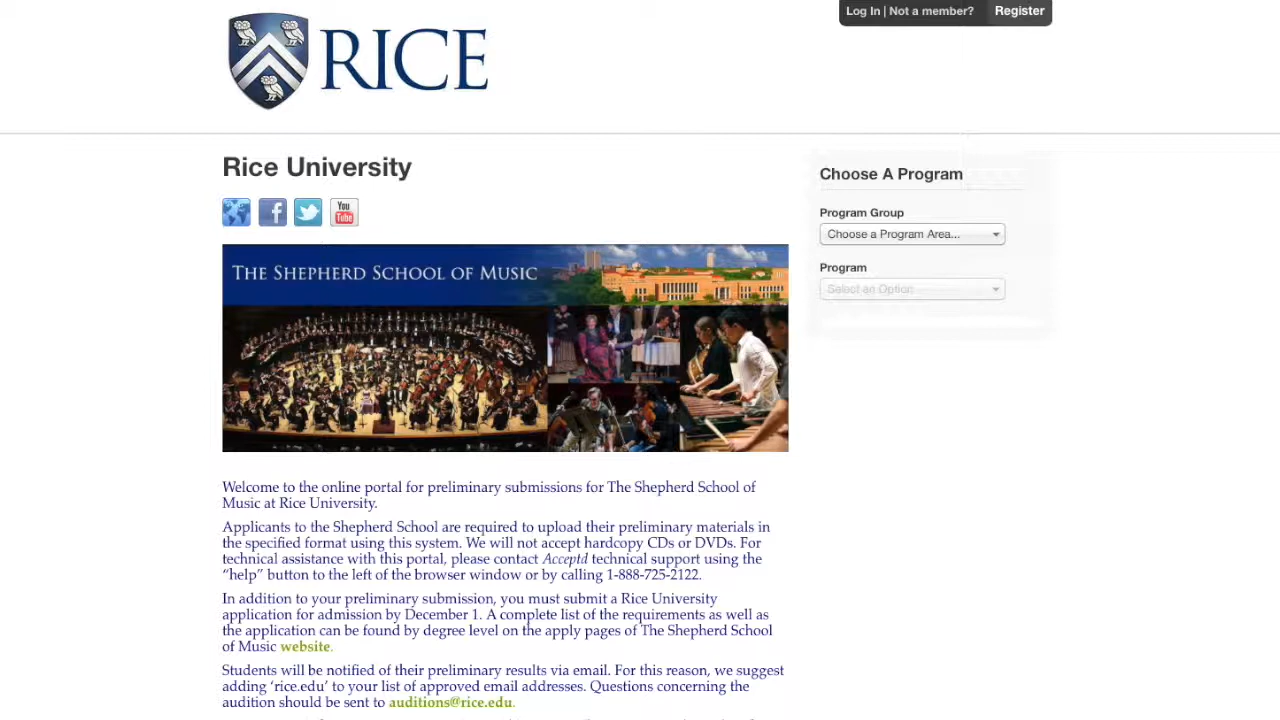 RICE
Log In | Not a member? Register
Rice University
You
Tube
THE SHEPHERD SCHOOL OF MUSIC
Welcome to the online portal for preliminary submissions for The Shepherd School of
Music at Rice University.
Applicants to the Shepherd School are required to upload their preliminary materials in
the specified format using this system. We will not accept hardcopy CDs or DVDs. For
technical assistance with this portal, please contact Acceptd technical support using the
“help” button to the left of the browser window or by calling 1-888-725-2122.
In addition to your preliminary submission, you must submit a Rice University
application for admission by December 1. A complete list of the requirements as well as
the application can be found by degree level on the apply pages of The Shepherd School
of Music website.
Students will be notified of their preliminary results via email. For this reason, we suggest
adding ‘rice.edu’ to your list of approved email addresses. Questions concerning the
audition should be sent to auditions@rice.edu.
Choose A Program
Program Group
Choose a Program Area...
Program
Select an Option